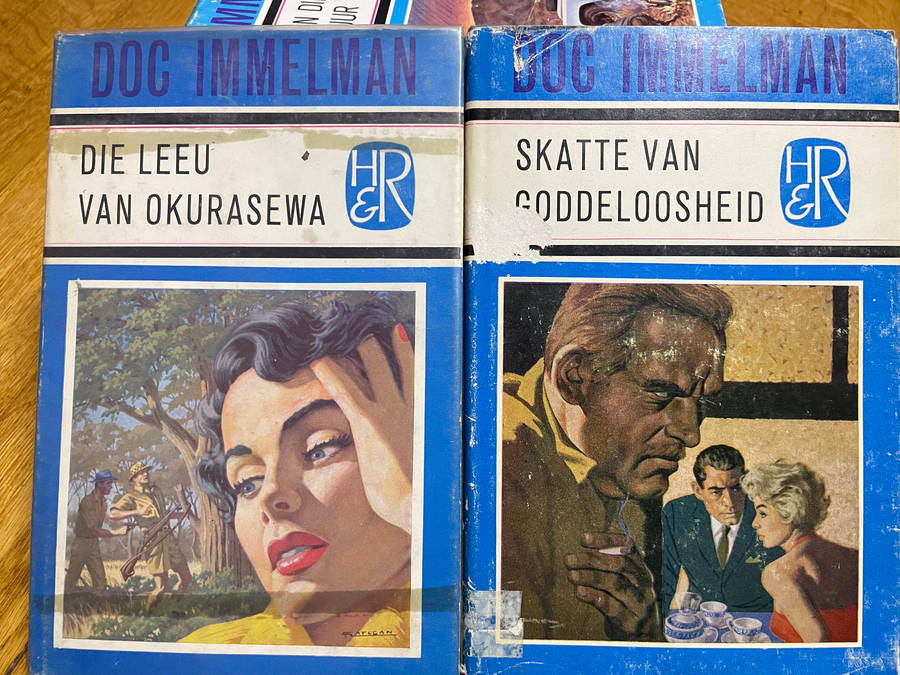 DOC IMMELMAN
DIE LEEU
VAN OKURASEWA
H&R
DOC IMMELMAN
SKATTE VAN
GODDELOOSHEID
H&R